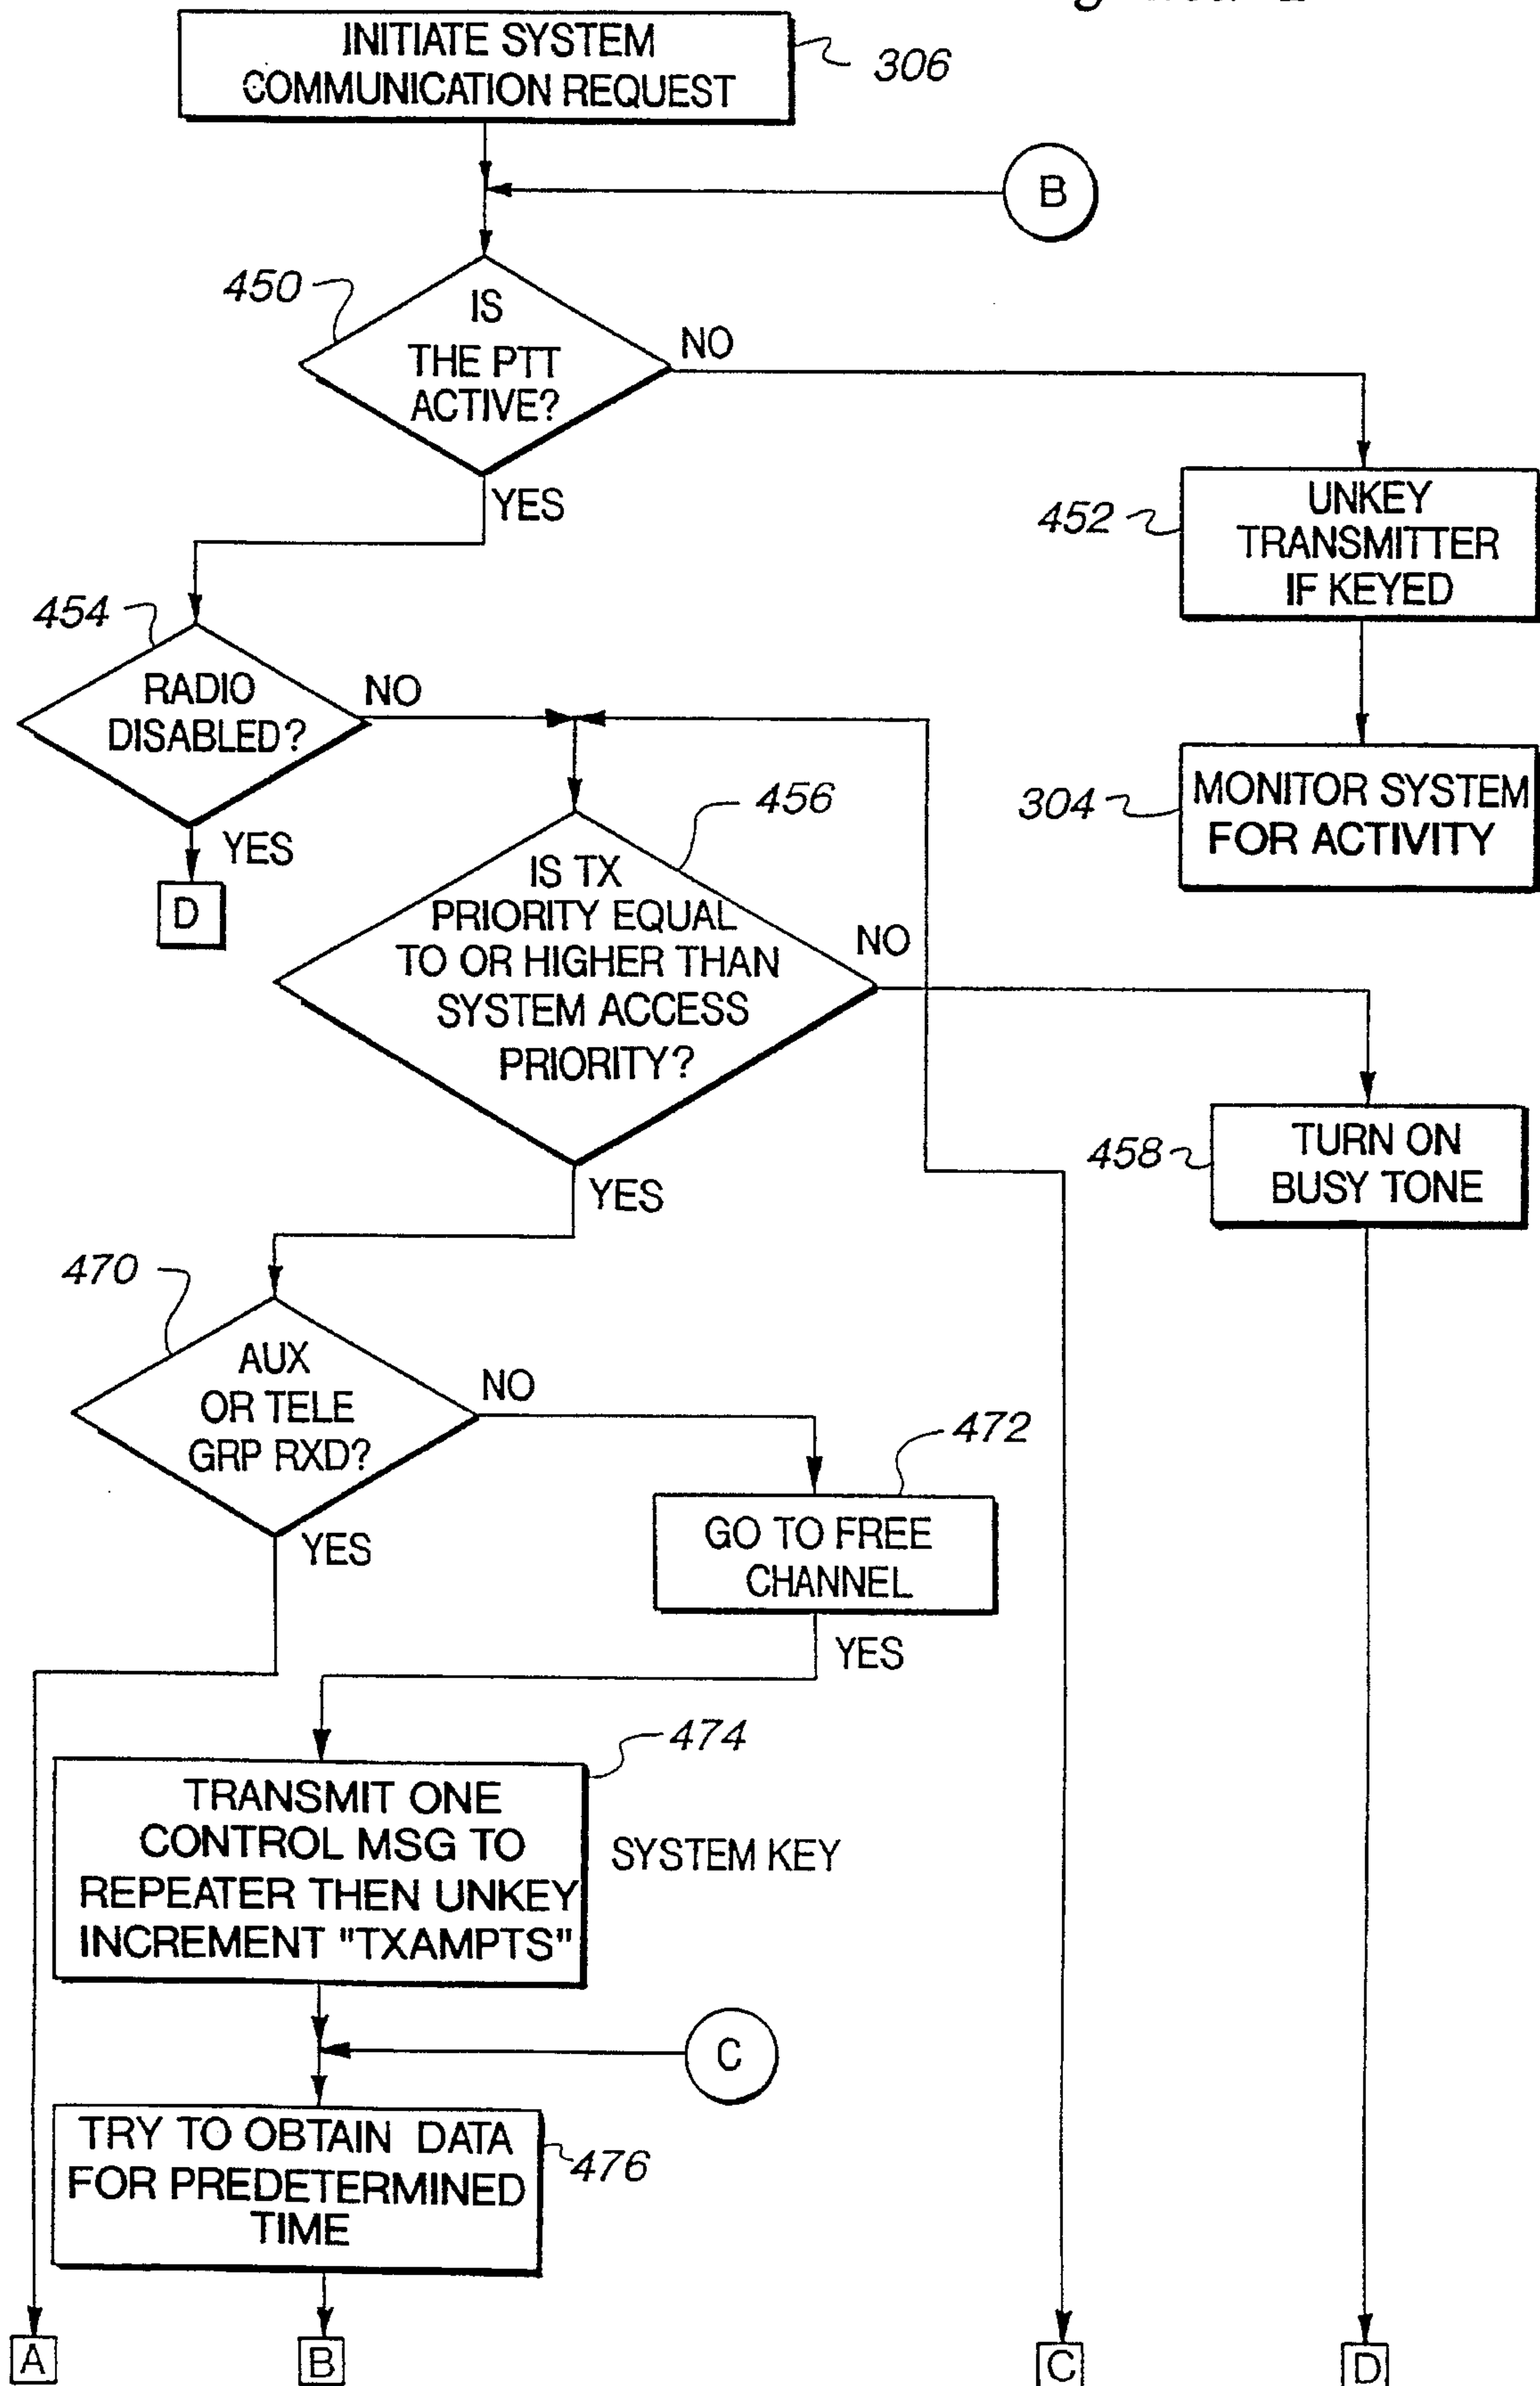 INITIATE SYSTEM
COMMUNICATION REQUEST
306
B
450
IS
THE PTT
ACTIVE?
NO
YES
452
UNKEY
TRANSMITTER
IF KEYED
454
RADIO
DISABLED?
NO
YES
D
304
MONITOR SYSTEM
FOR ACTIVITY
456
IS TX
PRIORITY EQUAL
TO OR HIGHER THAN
SYSTEM ACCESS
PRIORITY?
NO
YES
458
TURN ON
BUSY TONE
470
AUX
OR TELE
GRP RXD?
NO
YES
472
GO TO FREE
CHANNEL
YES
474
TRANSMIT ONE
CONTROL MSG TO
REPEATER THEN UNKEY
INCREMENT "TXAMPTS"
SYSTEM KEY
C
TRY TO OBTAIN DATA
FOR PREDETERMINED
TIME
476
A
B
C
D